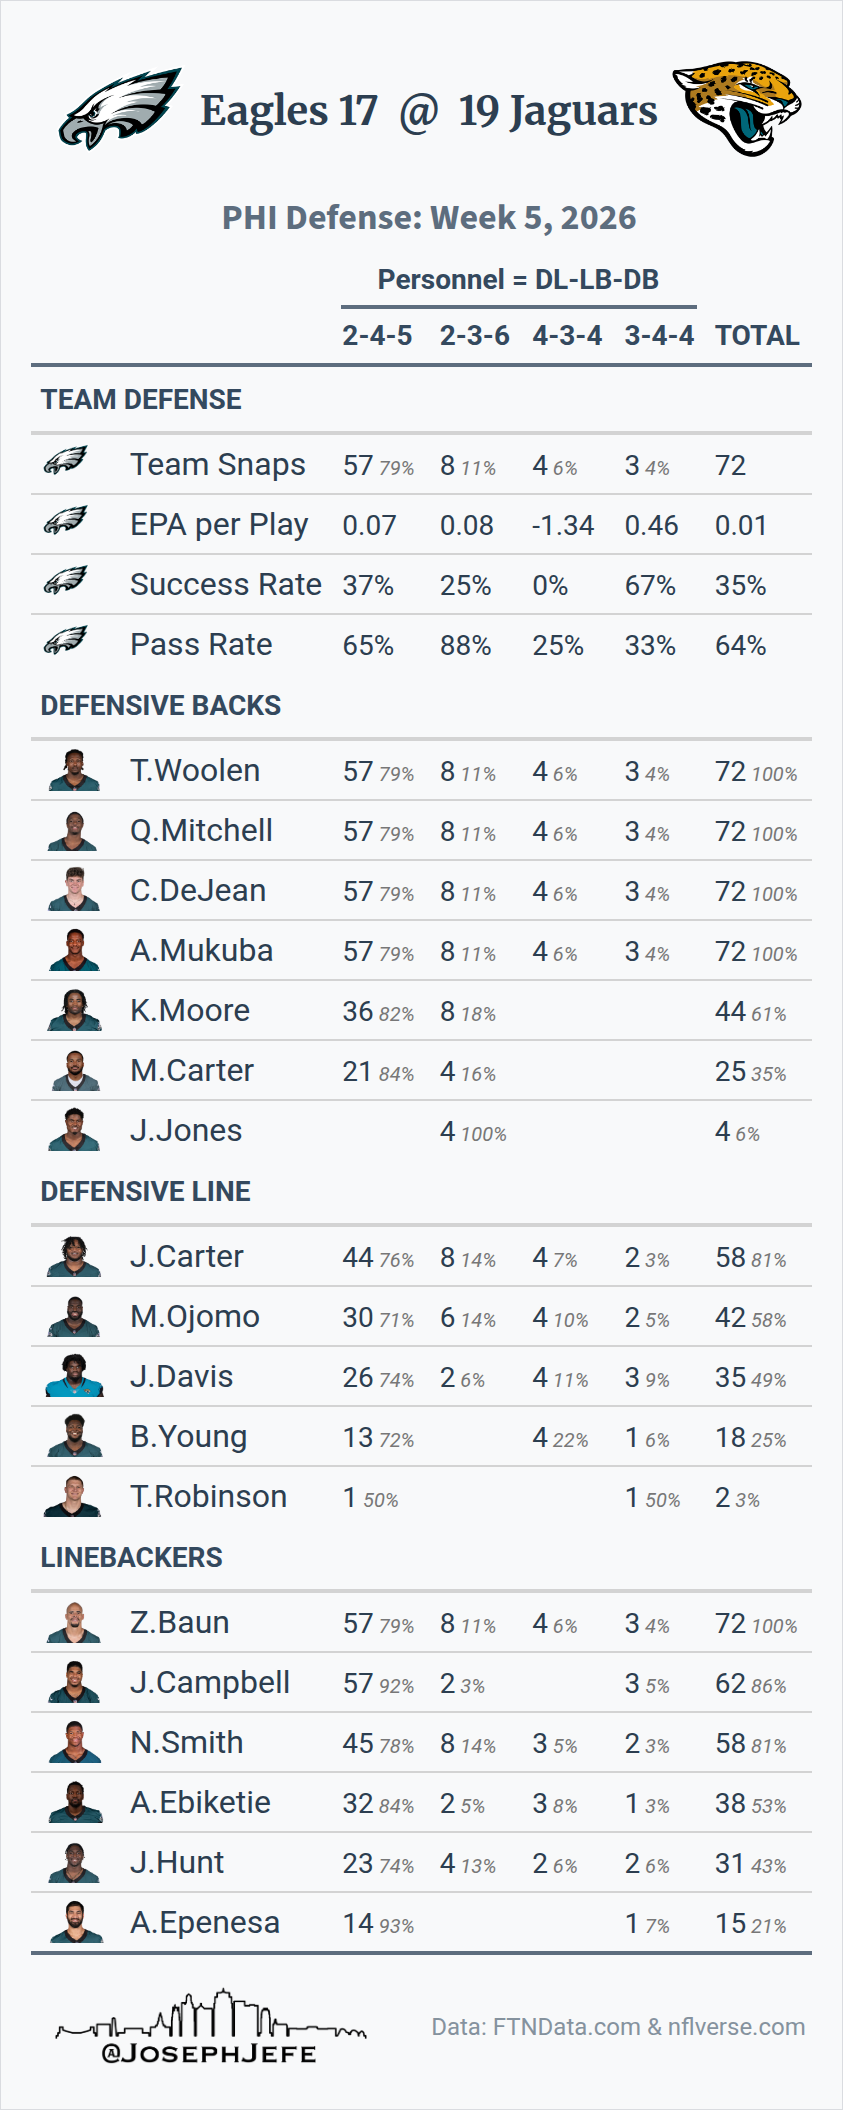 Eagles 17 @ 19 Jaguars
PHI Defense: Week 5, 2026
Personnel = DL-LB-DB
2-4-5 2-3-6 4-3-4 3-4-4 TOTAL
TEAM DEFENSE
Team Snaps 57 79% 8 11% 4 6% 3 4% 72
EPA per Play 0.07 0.08 -1.34 0.46 0.01
Success Rate 37% 25% 0% 67% 35%
Pass Rate 65% 88% 25% 33% 64%
DEFENSIVE BACKS
T.Woolen 57 79% 8 11% 4 6% 3 4% 72 100%
Q.Mitchell 57 79% 8 11% 4 6% 3 4% 72 100%
C.DeJean 57 79% 8 11% 4 6% 3 4% 72 100%
A.Mukuba 57 79% 8 11% 4 6% 3 4% 72 100%
K.Moore 36 82% 8 18% 44 61%
M.Carter 21 84% 4 16% 25 35%
J.Jones 4 100% 4 6%
DEFENSIVE LINE
J.Carter 44 76% 8 14% 4 7% 2 3% 58 81%
M.Ojomo 30 71% 6 14% 4 10% 2 5% 42 58%
J.Davis 26 74% 2 6% 4 11% 3 9% 35 49%
B.Young 13 72% 4 22% 1 6% 18 25%
T.Robinson 1 50% 1 50% 2 3%
LINEBACKERS
Z.Baun 57 79% 8 11% 4 6% 3 4% 72 100%
J.Campbell 57 92% 2 3% 3 5% 62 86%
N.Smith 45 78% 8 14% 3 5% 2 3% 58 81%
A.Ebiketie 32 84% 2 5% 3 8% 1 3% 38 53%
J.Hunt 23 74% 4 13% 2 6% 2 6% 31 43%
A.Epenesa 14 93% 1 7% 15 21%
@JOSEPHJEFE
Data: FTNData.com & nflverse.com